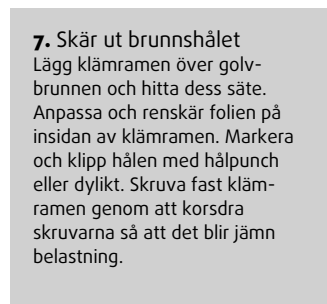 7. Skär ut brunnshålet
Lägg klämramen över golv-
brunnen och hitta dess säte.
Anpassa och renskär folien på
insidan av klämramen. Markera
och klipp hålen med hålpunch
eller dylikt. Skruva fast kläm-
ramen genom att korsdra
skruvarna så att det blir jämn
belastning.